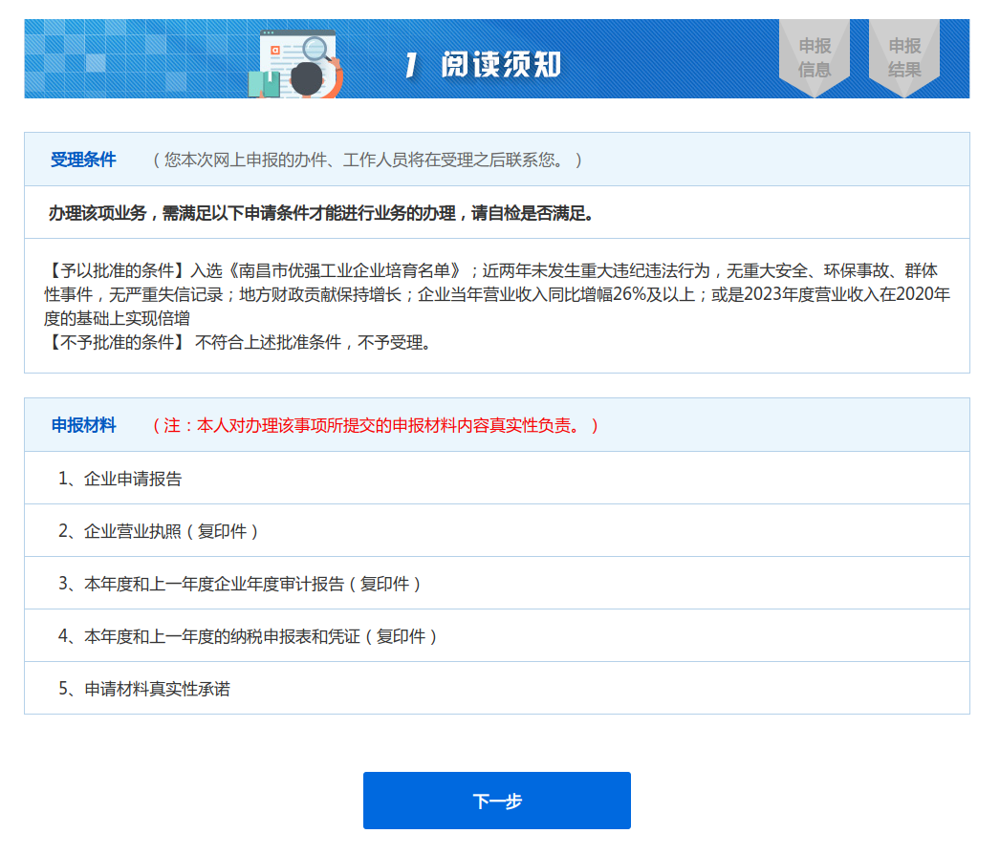 1 阅读须知
申报
信息
申报
结果
受理条件 （您本次网上申报的办件、工作人员将在受理之后联系您。）
办理该项业务，需满足以下申请条件才能进行业务的办理，请自检是否满足。
【予以批准的条件】入选《南昌市优强工业企业培育名单》；近两年未发生重大违纪违法行为，无重大安全、环保事故、群体
性事件，无严重失信记录；地方财政贡献保持增长；企业当年营业收入同比增幅26%及以上；或是2023年度营业收入在2020年
度的基础上实现倍增
【不予批准的条件】 不符合上述批准条件，不予受理。
申报材料 （注：本人对办理该事项所提交的申报材料内容真实性负责。）
1、企业申请报告
2、企业营业执照（复印件）
3、本年度和上一年度企业年度审计报告（复印件）
4、本年度和上一年度的纳税申报表和凭证（复印件）
5、申请材料真实性承诺
下一步